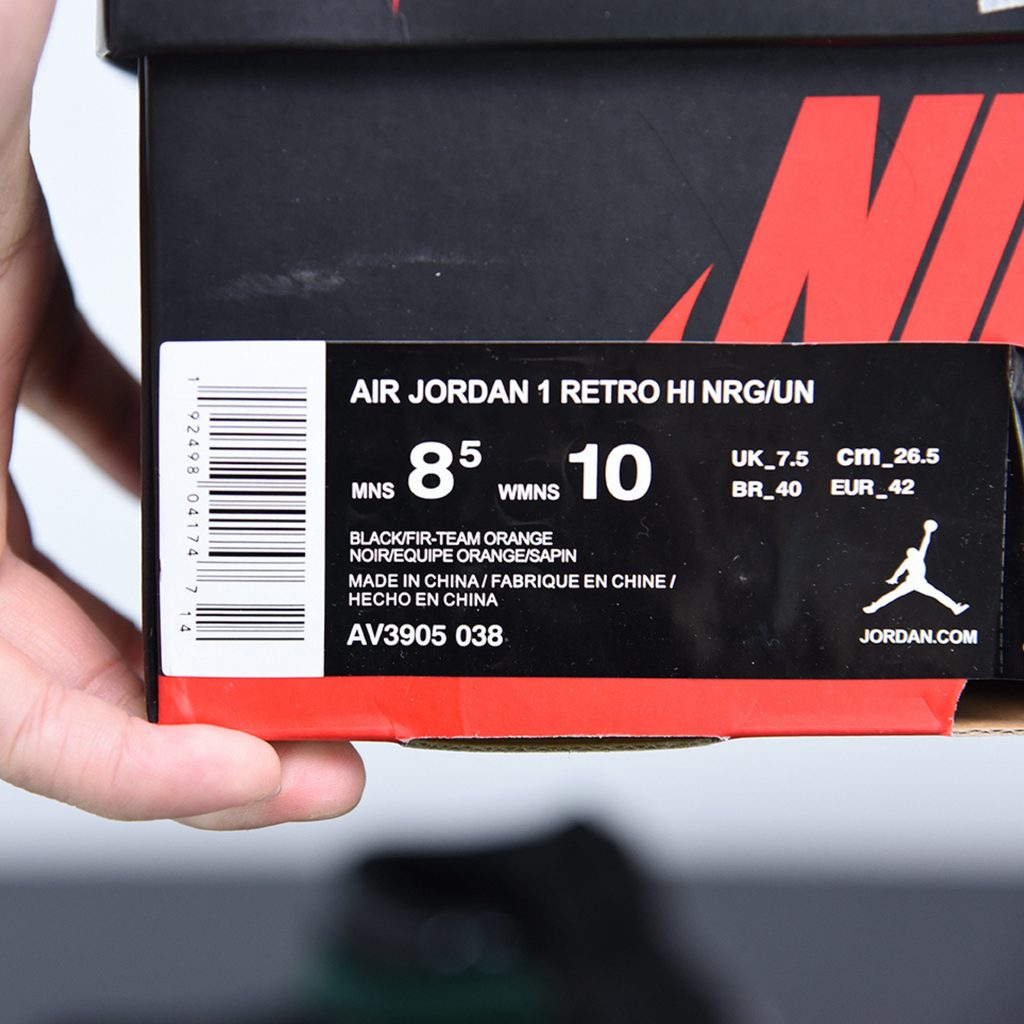 AIR JORDAN 1 RETRO HI NRG/UN
MNS 8⁵ WMNS 10
UK_7.5 cm_26.5
BR_40 EUR_42
BLACK/FIR-TEAM ORANGE
NOIR/EQUIPE ORANGE/SAPIN
MADE IN CHINA / FABRIQUE EN CHINE /
HECHO EN CHINA
AV3905 038
JORDAN.COM
1 92498 04174 7 14